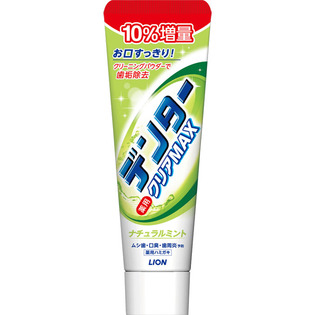 10%増量
お口すっきり!
クリーニングパウダーで
歯垢除去
デンター
薬用
クリアMAX
ナチュラルミント
ムシ歯・口臭・歯周炎予防
薬用ハミガキ
LION